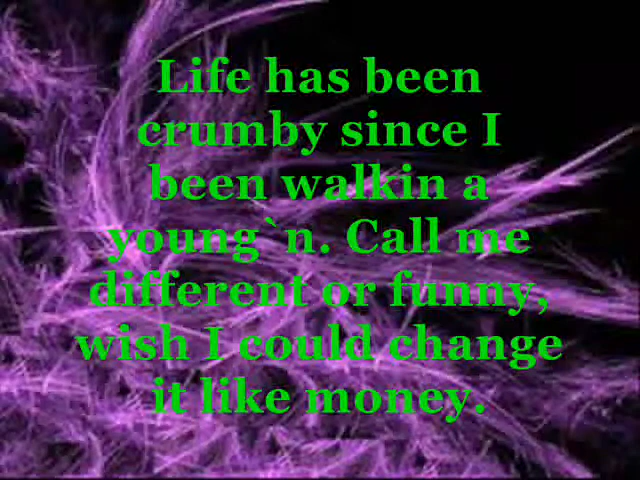 Life has been
crumby since I
been walkin a
young`n. Call me
different or funny,
wish I could change
it like money.